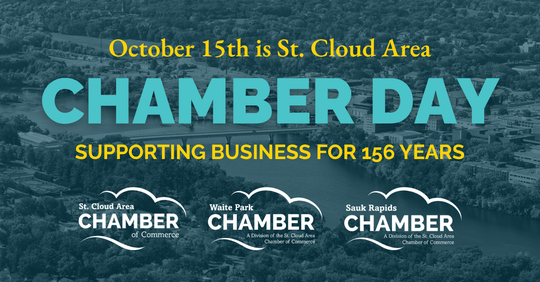 October 15th is St. Cloud Area
CHAMBER DAY
SUPPORTING BUSINESS FOR 156 YEARS
St. Cloud Area
CHAMBER
of Commerce
Waite Park
CHAMBER
A Division of the St. Cloud Area
Chamber of Commerce
Sauk Rapids
CHAMBER
A Division of the St. Cloud Area
Chamber of Commerce